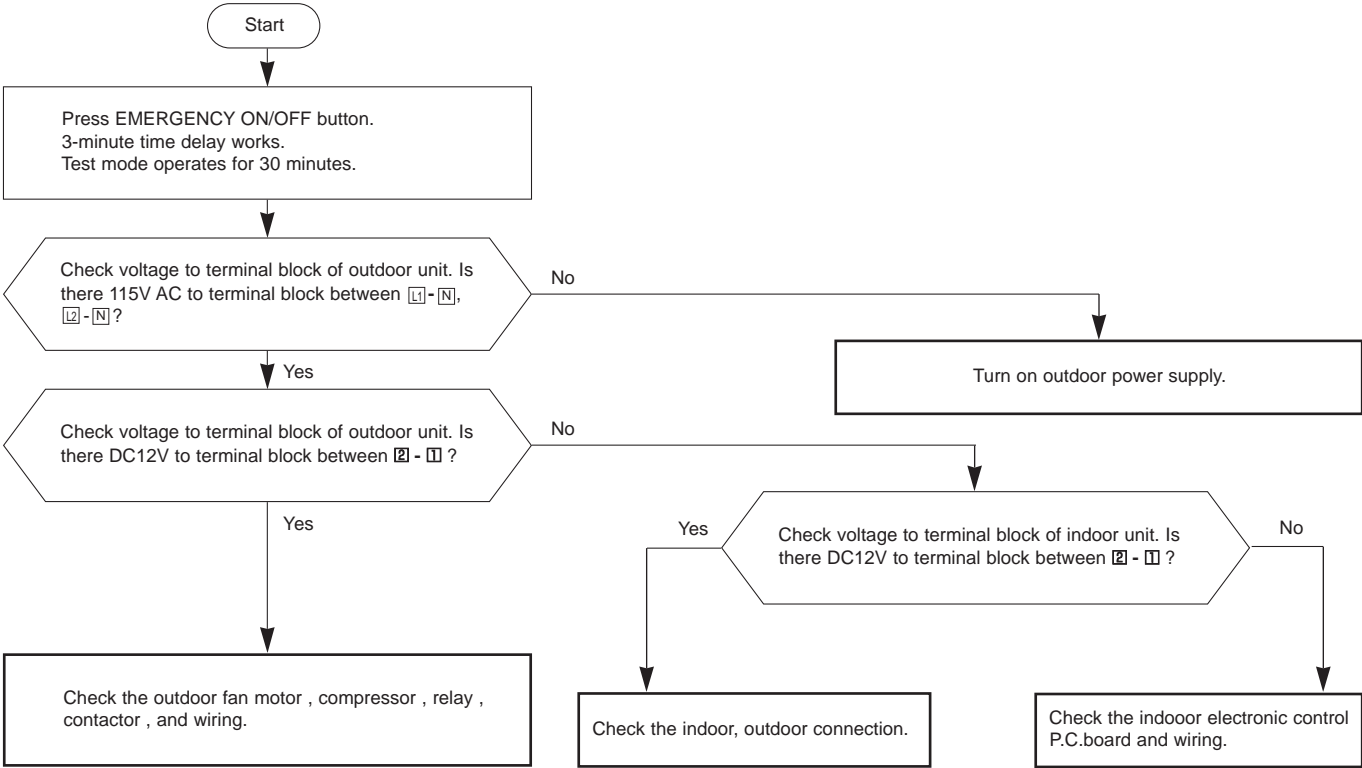 Start
Press EMERGENCY ON/OFF button.
3-minute time delay works.
Test mode operates for 30 minutes.
Check voltage to terminal block of outdoor unit. Is
there 115V AC to terminal block between L1 - N,
L2 - N ?
No
Turn on outdoor power supply.
Yes
Check voltage to terminal block of outdoor unit. Is
there DC12V to terminal block between 2 - 1 ?
No
Yes
Check voltage to terminal block of indoor unit. Is
there DC12V to terminal block between 2 - 1 ?
Yes
No
Check the outdoor fan motor , compressor , relay ,
contactor , and wiring.
Check the indoor, outdoor connection.
Check the indooor electronic control
P.C.board and wiring.